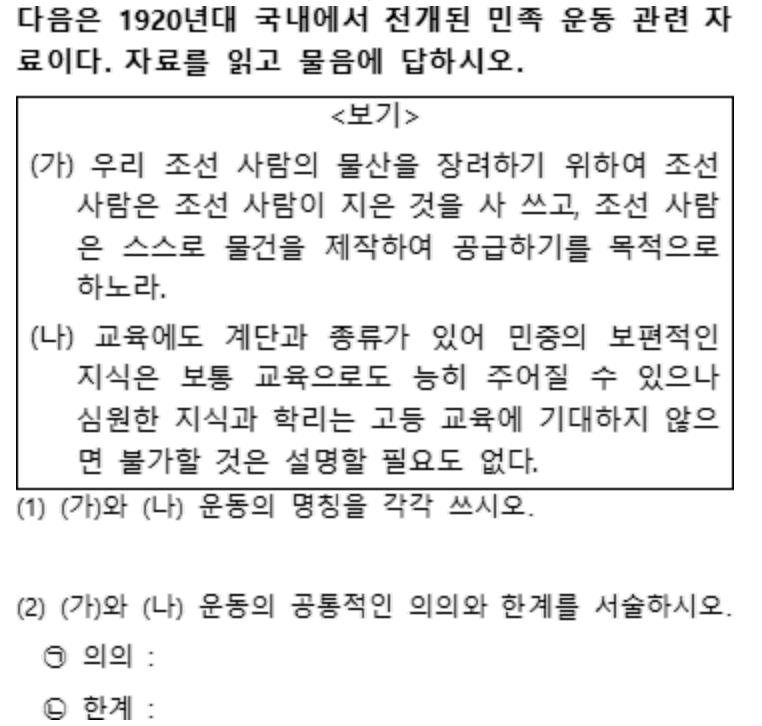 다음은 1920년대 국내에서 전개된 민족 운동 관련 자
료이다. 자료를 읽고 물음에 답하시오.
<보기>
(가) 우리 조선 사람의 물산을 장려하기 위하여 조선
사람은 조선 사람이 지은 것을 사 쓰고, 조선 사람
은 스스로 물건을 제작하여 공급하기를 목적으로
하노라.
(나) 교육에도 계단과 종류가 있어 민중의 보편적인
지식은 보통 교육으로도 능히 주어질 수 있으나
심원한 지식과 학리는 고등 교육에 기대하지 않으
면 불가할 것은 설명할 필요도 없다.
(1) (가)와 (나) 운동의 명칭을 각각 쓰시오.
(2) (가)와 (나) 운동의 공통적인 의의와 한계를 서술하시오.
㉠ 의의 :
㉡ 한계 :